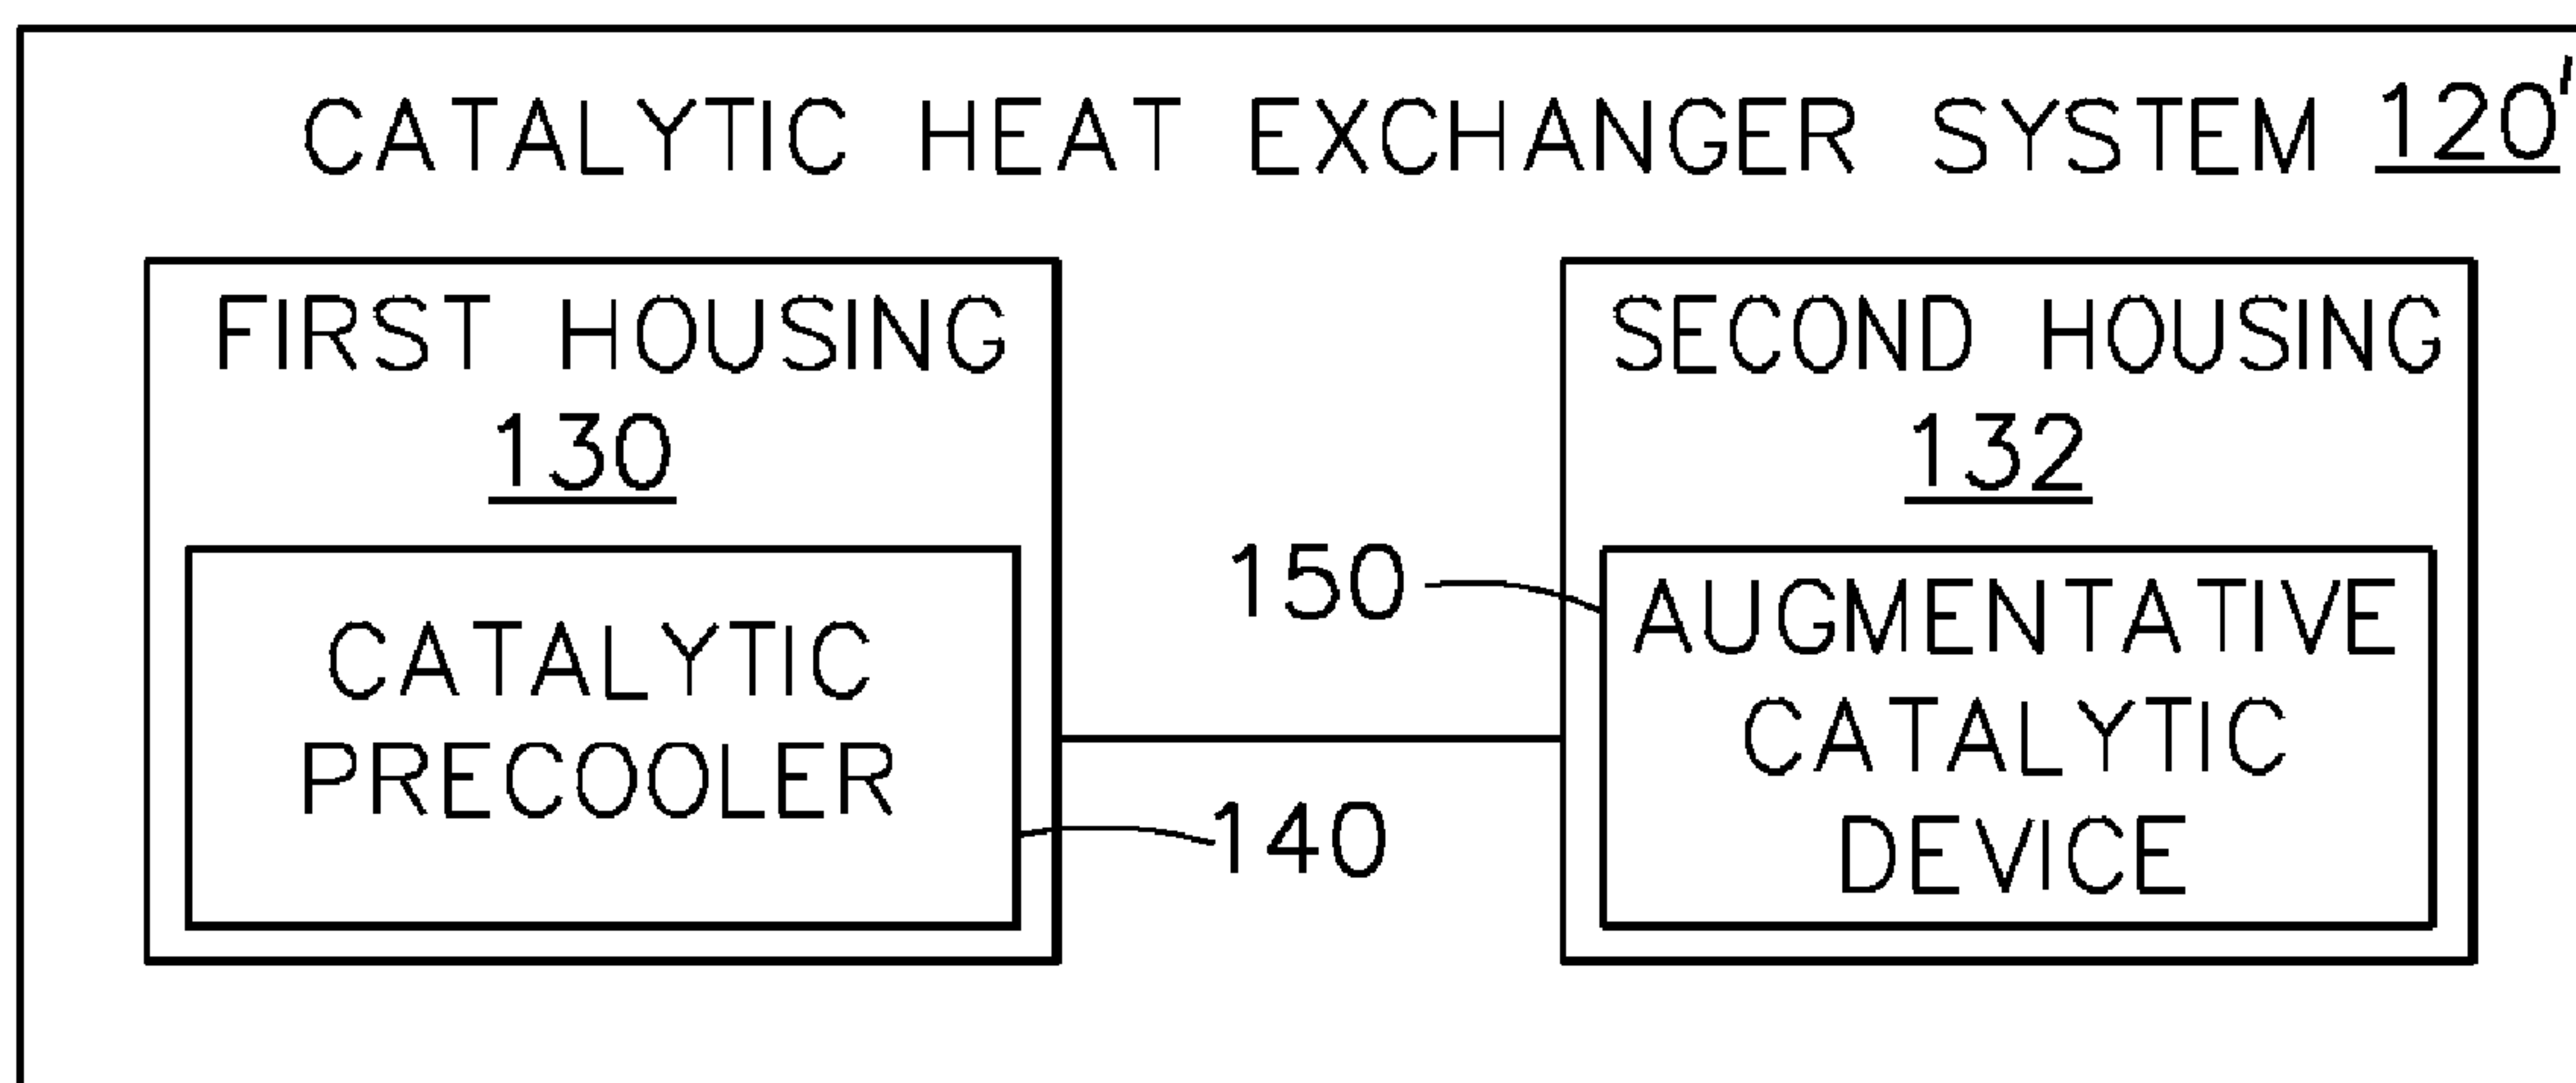 CATALYTIC HEAT EXCHANGER SYSTEM 120'
FIRST HOUSING
130
CATALYTIC
PRECOOLER
140
SECOND HOUSING
132
150
AUGMENTATIVE
CATALYTIC
DEVICE